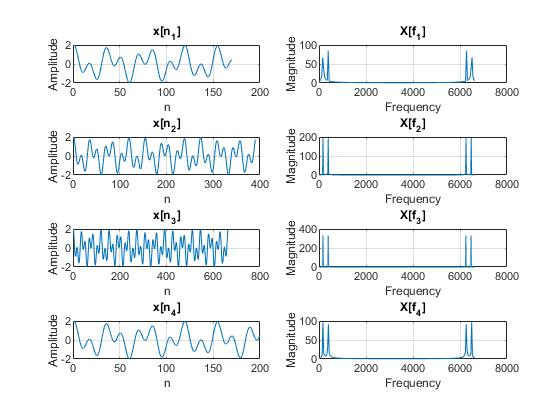 x[n1]
Amplitude
2
0
-2
0 50 100 150 200
n
X[f1]
Magnitude
100
50
0
0 2000 4000 6000 8000
Frequency
x[n2]
Amplitude
2
0
-2
0 100 200 300 400
n
X[f2]
Magnitude
200
100
0
0 2000 4000 6000 8000
Frequency
x[n3]
Amplitude
2
0
-2
0 200 400 600 800
n
X[f3]
Magnitude
400
200
0
0 2000 4000 6000 8000
Frequency
x[n4]
Amplitude
2
0
-2
0 50 100 150 200
n
X[f4]
Magnitude
100
50
0
0 2000 4000 6000 8000
Frequency